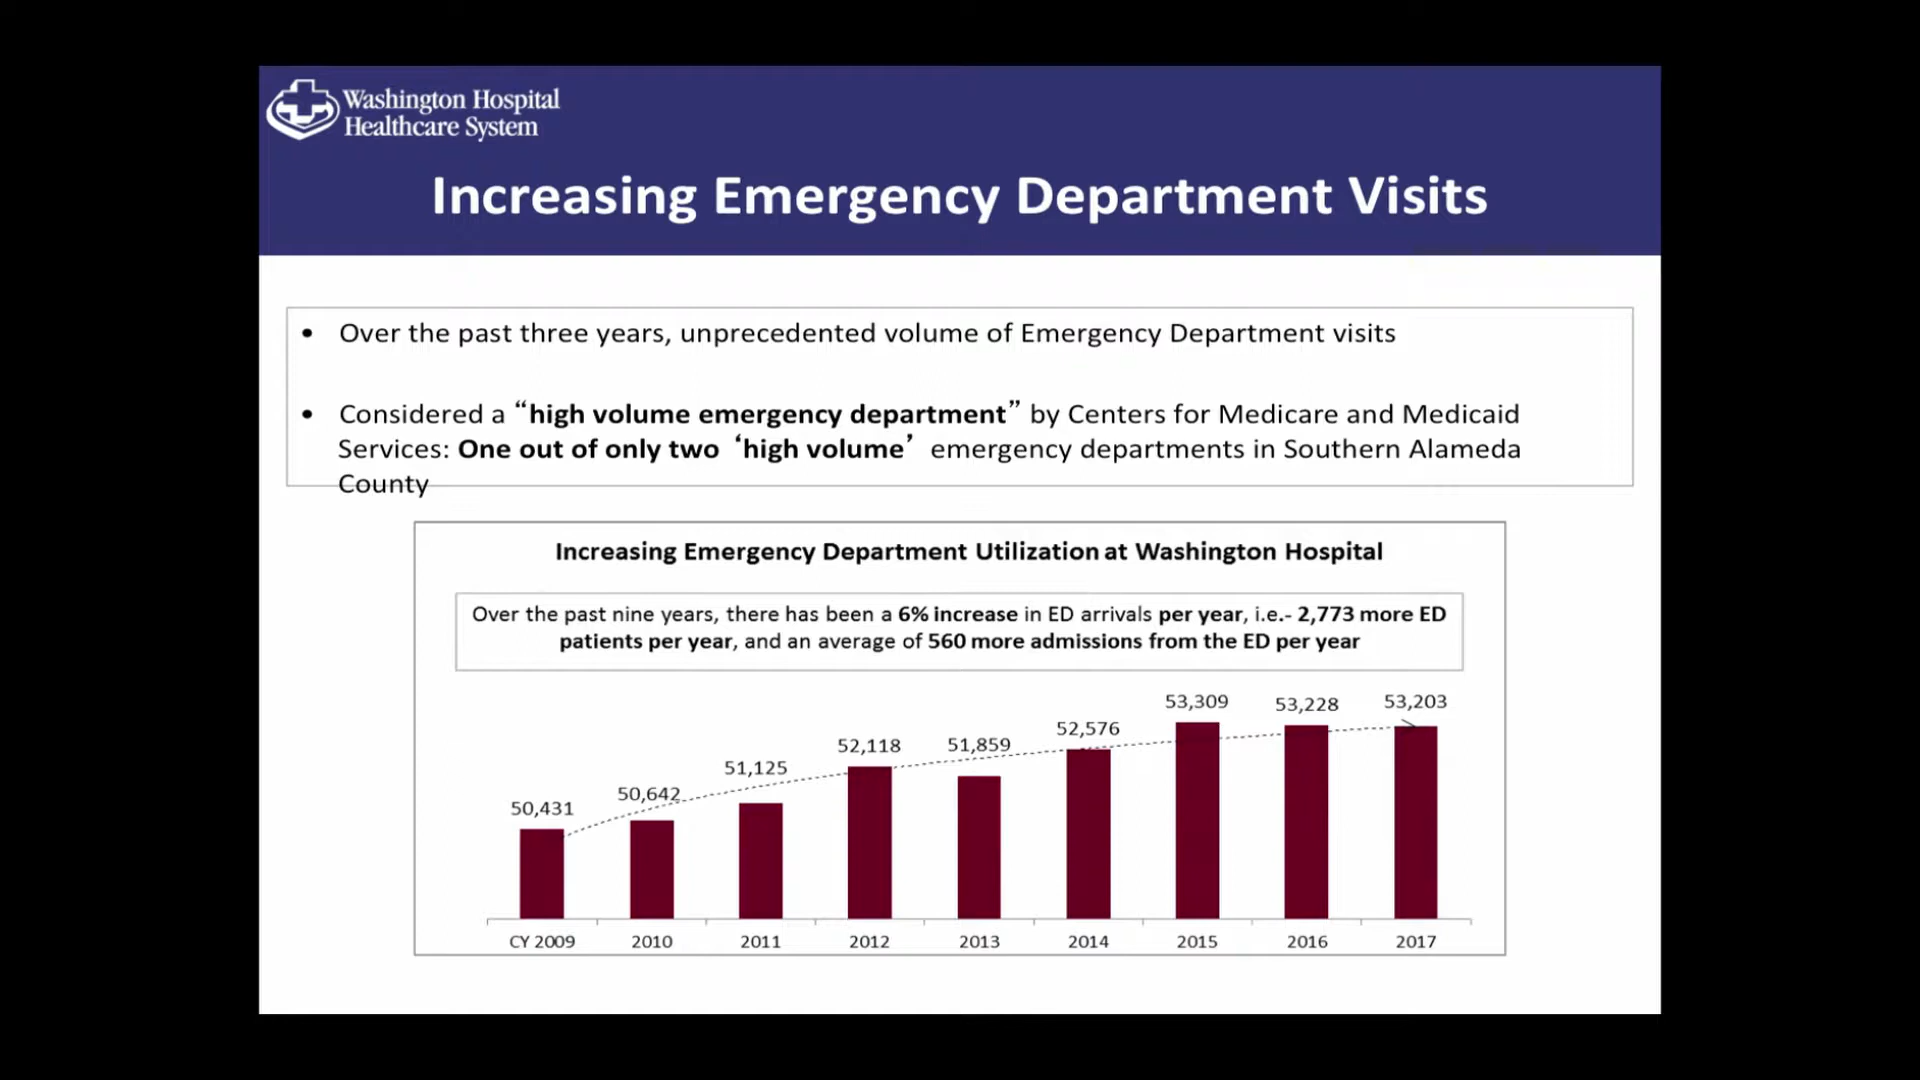 Washington Hospital
Healthcare System
Increasing Emergency Department Visits
• Over the past three years, unprecedented volume of Emergency Department visits
• Considered a “high volume emergency department” by Centers for Medicare and Medicaid
Services: One out of only two ‘high volume’ emergency departments in Southern Alameda
County
Increasing Emergency Department Utilization at Washington Hospital
Over the past nine years, there has been a 6% increase in ED arrivals per year, i.e.- 2,773 more ED
patients per year, and an average of 560 more admissions from the ED per year
50,431 50,642 51,125 52,118 51,859 52,576 53,309 53,228 53,203
CY 2009 2010 2011 2012 2013 2014 2015 2016 2017